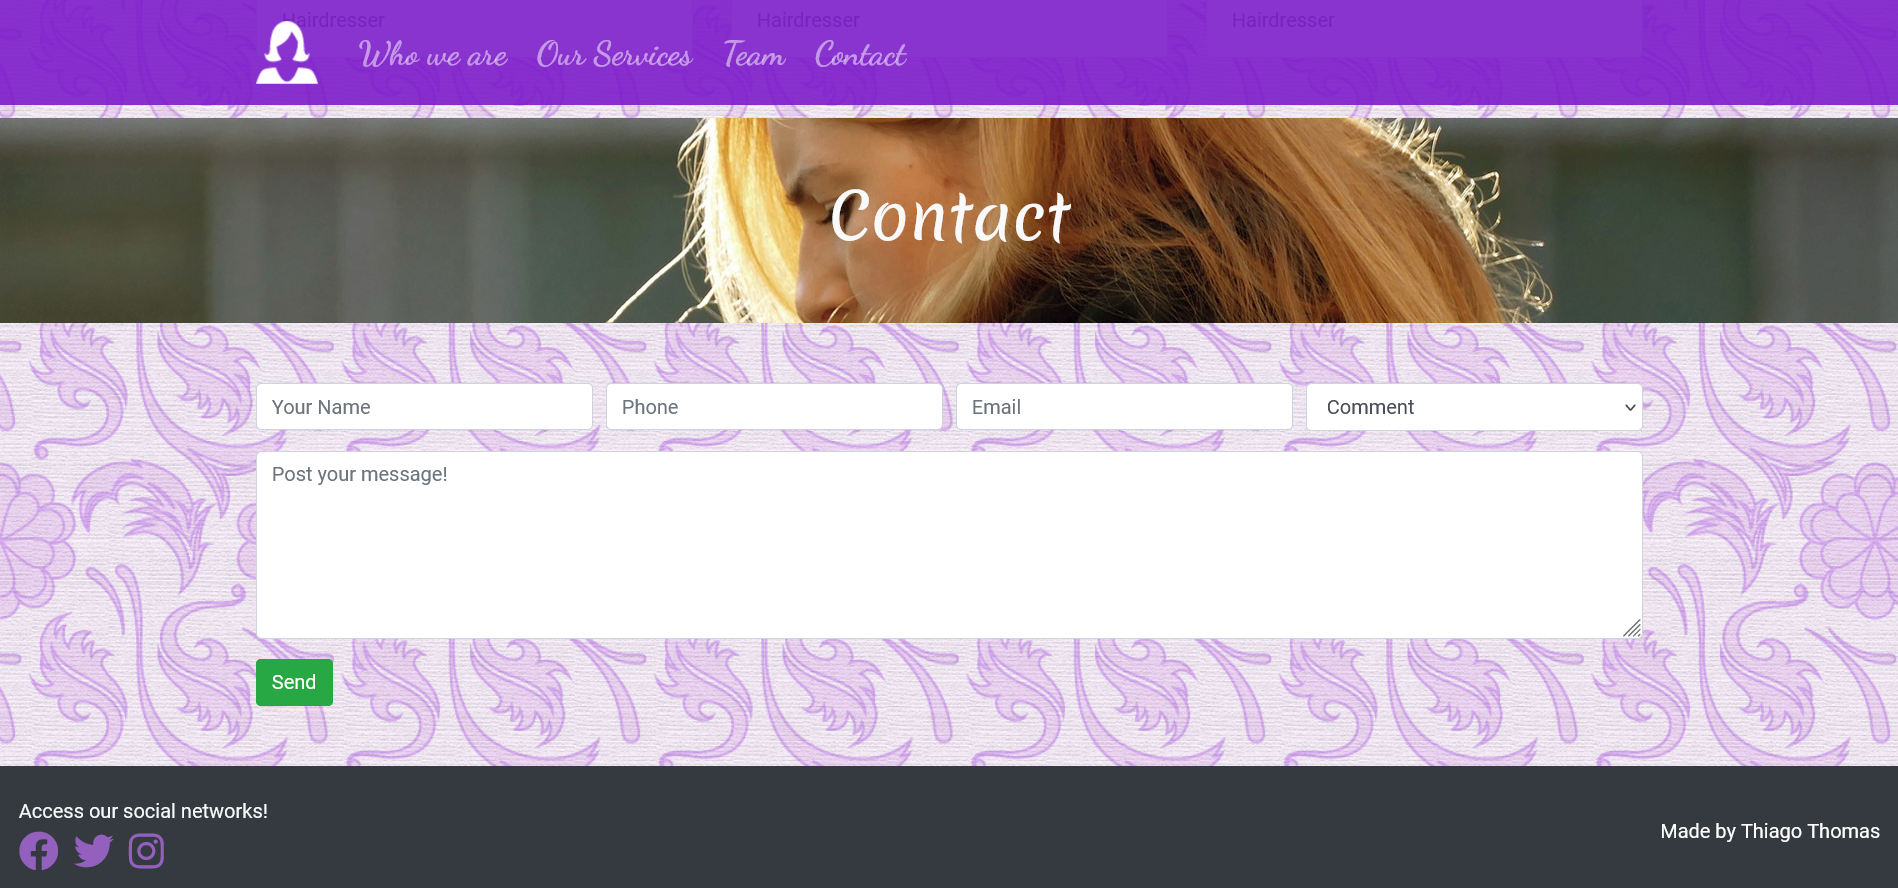 Hairdresser Hairdresser Hairdresser
Who we are Our Services Team Contact
Contact
Your Name Phone Email Comment
Post your message!
Send
Access our social networks!
Made by Thiago Thomas